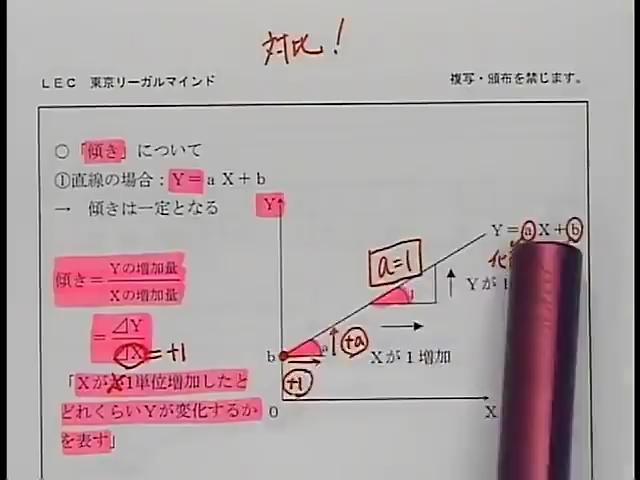 対比!
LEC 東京リーガルマインド
複写・頒布を禁じます。
○「傾き」について
①直線の場合:Y=aX+b
→ 傾きは一定となる
Y
Y=aX+b
a=1
傾き=Yの増加量/Xの増加量
Yが1
1
=⊿Y/⊿X=+1
a
+a
Xが1増加
b
「Xが1単位増加したと
どれくらいYが変化するか
を表す」
+1
0
X